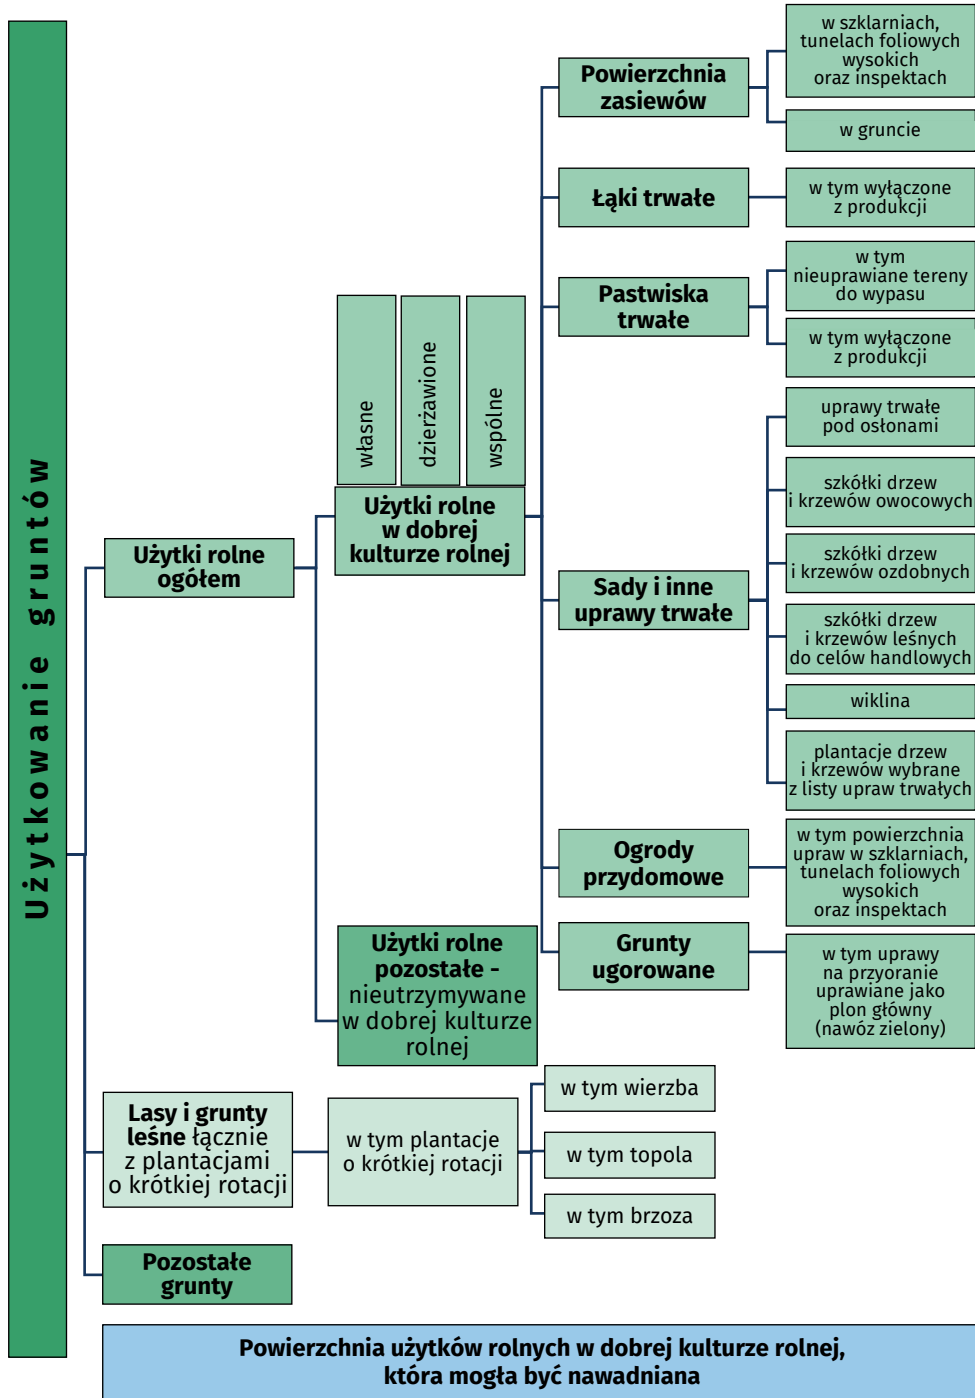 Użytkowanie gruntów
Użytki rolne
ogółem
własne
dzierżawione
wspólne
Użytki rolne
w dobrej
kulturze rolnej
Powierzchnia
zasiewów
w szklarniach,
tunelach foliowych
wysokich
oraz inspektach
w gruncie
Łąki trwałe
w tym wyłączone
z produkcji
Pastwiska
trwałe
w tym
nieuprawiane tereny
do wypasu
w tym wyłączone
z produkcji
Sady i inne
uprawy trwałe
uprawy trwałe
pod osłonami
szkółki drzew
i krzewów owocowych
szkółki drzew
i krzewów ozdobnych
szkółki drzew
i krzewów leśnych
do celów handlowych
wiklina
plantacje drzew
i krzewów wybrane
z listy upraw trwałych
Ogrody
przydomowe
w tym powierzchnia
upraw w szklarniach,
tunelach foliowych
wysokich
oraz inspektach
Grunty
ugorowane
w tym uprawy
na przyoranie
uprawiane jako
plon główny
(nawóz zielony)
Użytki rolne
pozostałe -
nieutrzymywane
w dobrej kulturze
rolnej
Lasy i grunty
leśne łącznie
z plantacjami
o krótkiej rotacji
w tym plantacje
o krótkiej rotacji
w tym wierzba
w tym topola
w tym brzoza
Pozostałe
grunty
Powierzchnia użytków rolnych w dobrej kulturze rolnej,
która mogła być nawadniana